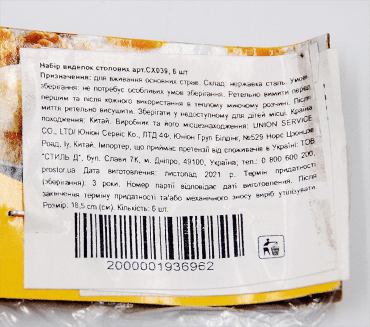 Набір виделок столових арт.CX039, 6 шт
Призначення: для вживання основних страв. Склад: нержавка сталь. Умови
зберігання: не потребує особливих умов зберігання. Ретельно вимити перед
першим та після кожного використання в теплому миючому розчині. Після
миття ретельно висушити. Зберігати у недоступному для дітей місці. Країна
походження: Китай. Виробник та його місцезнаходження: UNION SERVICE
CO., LTD/ Юніон Сервіс Ко., ЛТД 4Ф, Юніон Груп Білдінг, №529 Норс Цзонцзе
Роад, Іу, Китай. Імпортер, що приймає претензії від споживачів в Україні: ТОВ
"СТИЛЬ Д", бул. Слави 7К, м. Дніпро, 49100, Україна; тел.: 0 800 600 200,
prostor.ua Дата виготовлення: листопад 2021 р. Термін придатності
(зберігання): 3 роки. Номер партії відповідає даті виготовлення. Після
закінчення терміну придатності та/або механічного зносу виріб утилізувати.
Розмір: 18,5 (см). Кількість: 6 шт.
2000001936962